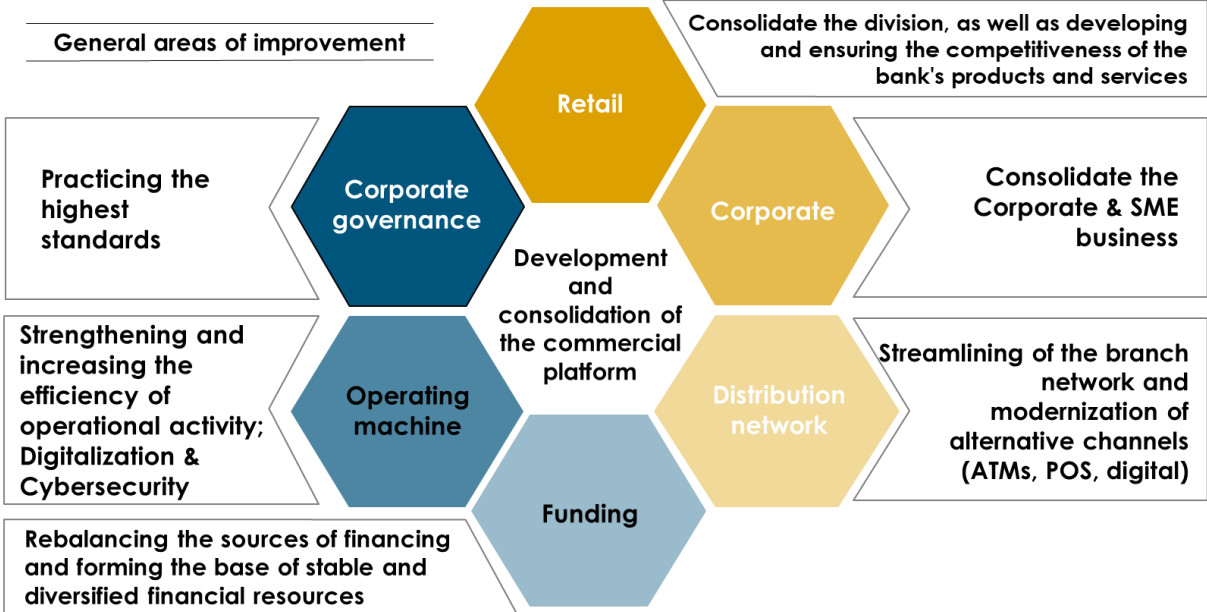 General areas of improvement
Consolidate the division, as well as developing
and ensuring the competitiveness of the
bank's products and services
Retail
Practicing the
highest
standards
Corporate
governance
Corporate
Consolidate the
Corporate & SME
business
Development
and
consolidation of
the commercial
platform
Strengthening and
increasing the
efficiency of
operational activity;
Digitalization &
Cybersecurity
Operating
machine
Distribution
network
Streamlining of the branch
network and
modernization of
alternative channels
(ATMs, POS, digital)
Funding
Rebalancing the sources of financing
and forming the base of stable and
diversified financial resources